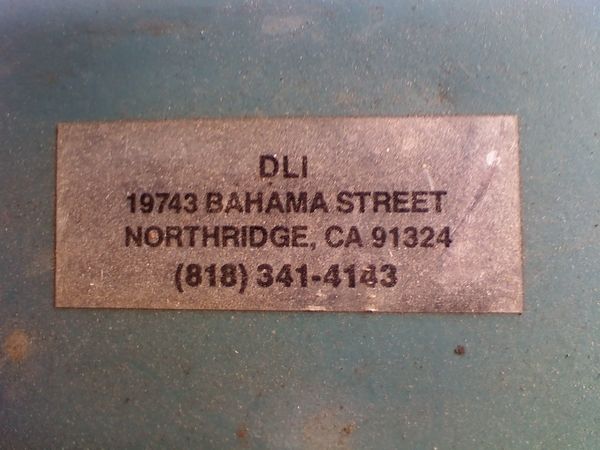 DLI
19743 BAHAMA STREET
NORTHRIDGE, CA 91324
(818) 341-4143